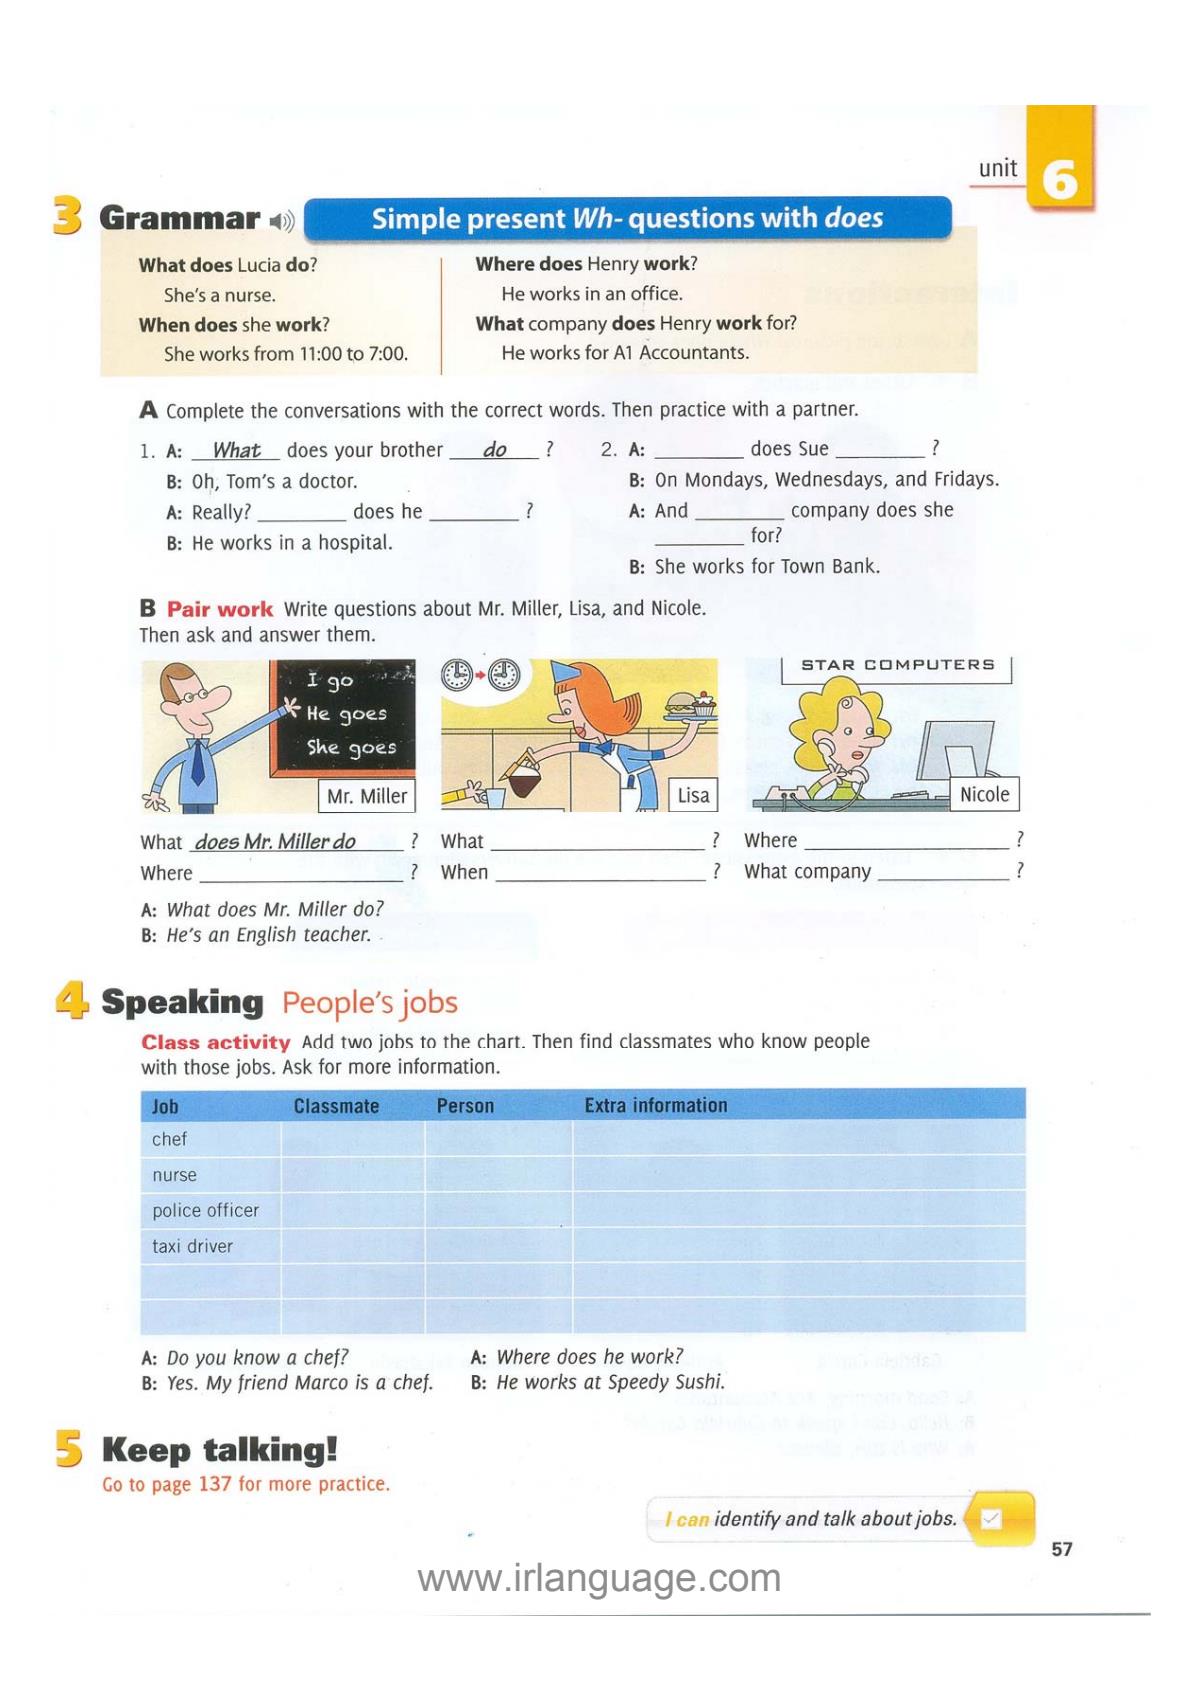 unit 6
3 Grammar Simple present Wh- questions with does
What does Lucia do?
She's a nurse.
When does she work?
She works from 11:00 to 7:00.
Where does Henry work?
He works in an office.
What company does Henry work for?
He works for A1 Accountants.
A Complete the conversations with the correct words. Then practice with a partner.
1. A: What does your brother do ?
B: Oh, Tom's a doctor.
A: Really? ________ does he ________ ?
B: He works in a hospital.
2. A: ________ does Sue ________ ?
B: On Mondays, Wednesdays, and Fridays.
A: And ________ company does she
________ for?
B: She works for Town Bank.
B Pair work Write questions about Mr. Miller, Lisa, and Nicole.
Then ask and answer them.
I go
He goes
She goes
Mr. Miller
Lisa
STAR COMPUTERS
Nicole
What does Mr. Miller do ?
Where ________ ?
What ________ ?
When ________ ?
Where ________ ?
What company ________ ?
A: What does Mr. Miller do?
B: He's an English teacher.
4 Speaking People's jobs
Class activity Add two jobs to the chart. Then find classmates who know people
with those jobs. Ask for more information.
Job Classmate Person Extra information
chef
nurse
police officer
taxi driver
A: Do you know a chef?
B: Yes. My friend Marco is a chef.
A: Where does he work?
B: He works at Speedy Sushi.
5 Keep talking!
Go to page 137 for more practice.
I can identify and talk about jobs.
57
www.irlanguage.com